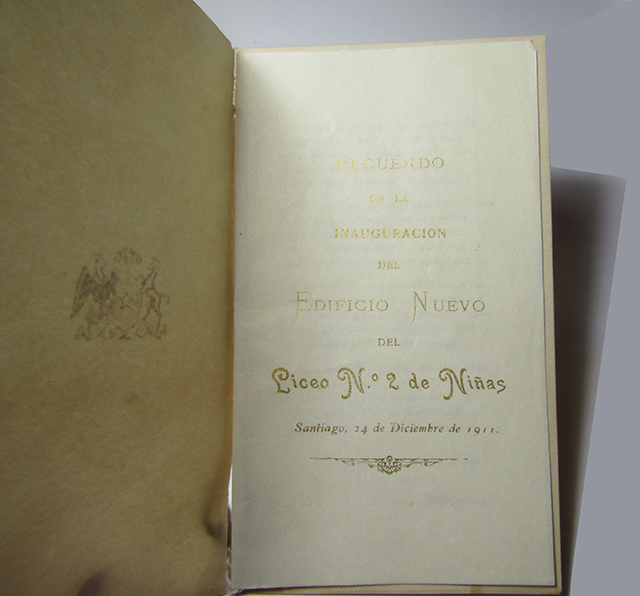 RECUERDO
DE LA
INAUGURACION
DEL
EDIFICIO NUEVO
DEL
Liceo N.º 2 de Niñas
Santiago, 24 de Diciembre de 1911.